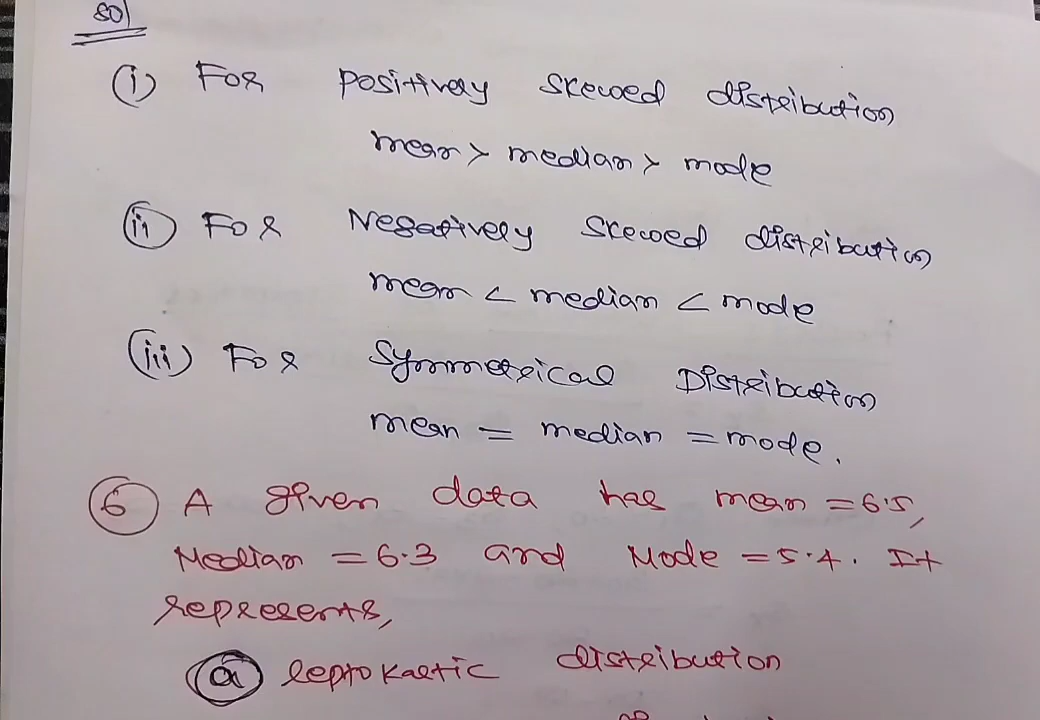 sol
(i) For positively skewed distribution
mean > median > mode
(ii) For Negatively skewed distribution
mean < median < mode
(iii) For Symmetrical Distribution
mean = median = mode.
(6) A given data has mean = 6.5,
Median = 6.3 and Mode = 5.4. It
represents,
(a) leptokurtic distribution